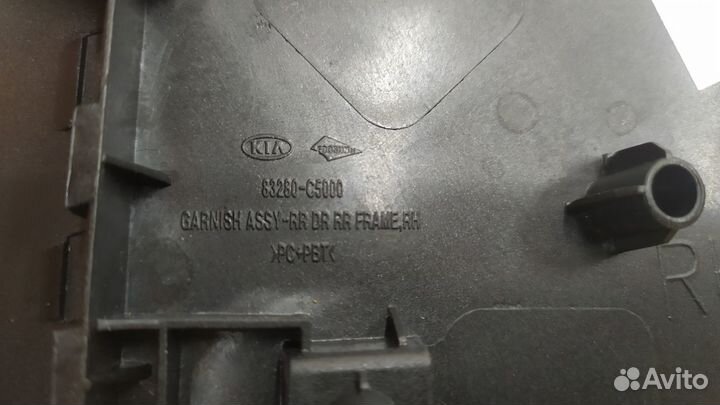 KIA
83280-C5000
GARNISH ASSY-RR DR RR FRAME,RH
>PC+PBT<
R
Avito